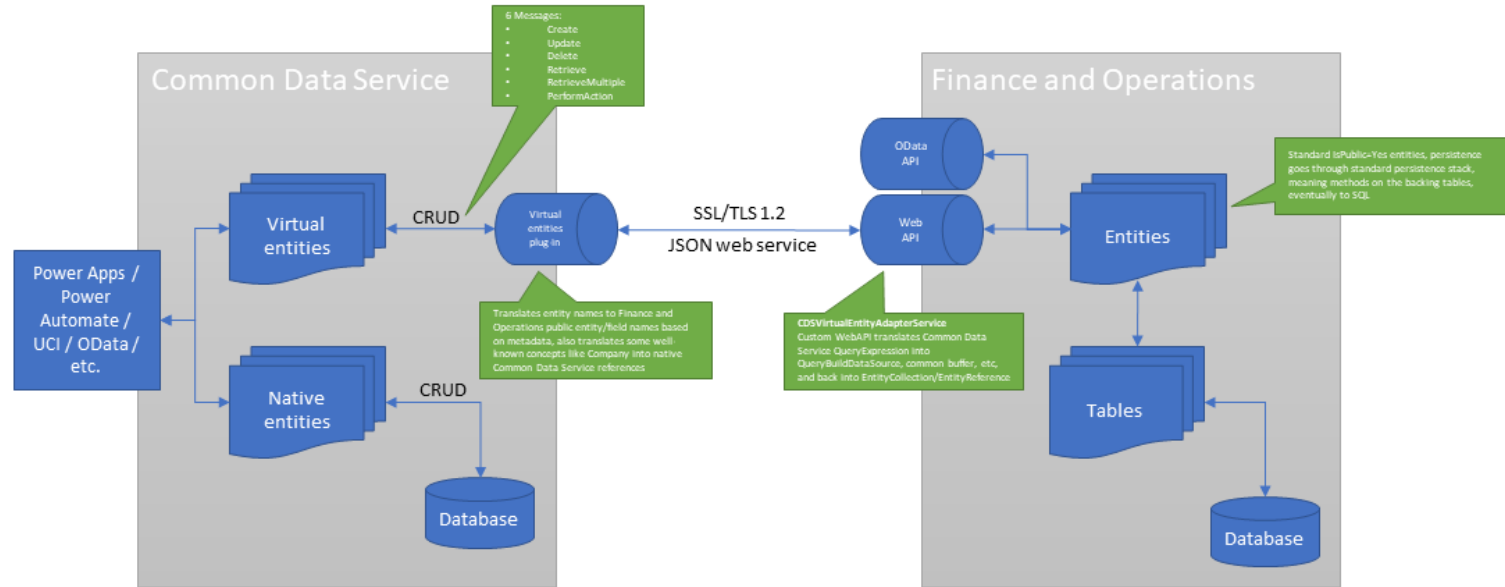 6 Messages:
• Create
• Update
• Delete
• Retrieve
• RetrieveMultiple
• PerformAction
Common Data Service
Finance and Operations
OData
API
Standard IsPublic=Yes entities, persistence
goes through standard persistence stack,
meaning methods on the backing tables,
eventually to SQL
Virtual
entities
CRUD
Virtual
entities
plug in
SSL/TLS 1.2
JSON web service
Web
API
Entities
Power Apps /
Power
Automate /
UCI / OData /
etc.
Translates entity names to Finance and
Operations public entity/field names based
on metadata, also translates some well-
known concepts like Company into native
Common Data Service references
CDSVirtualEntityAdapterService
Custom WebAPI translates Common Data
Service QueryExpression into
QueryBuildDataSource, common buffer, etc,
and back into EntityCollection/EntityReference
Native
entities
CRUD
Tables
Database
Database